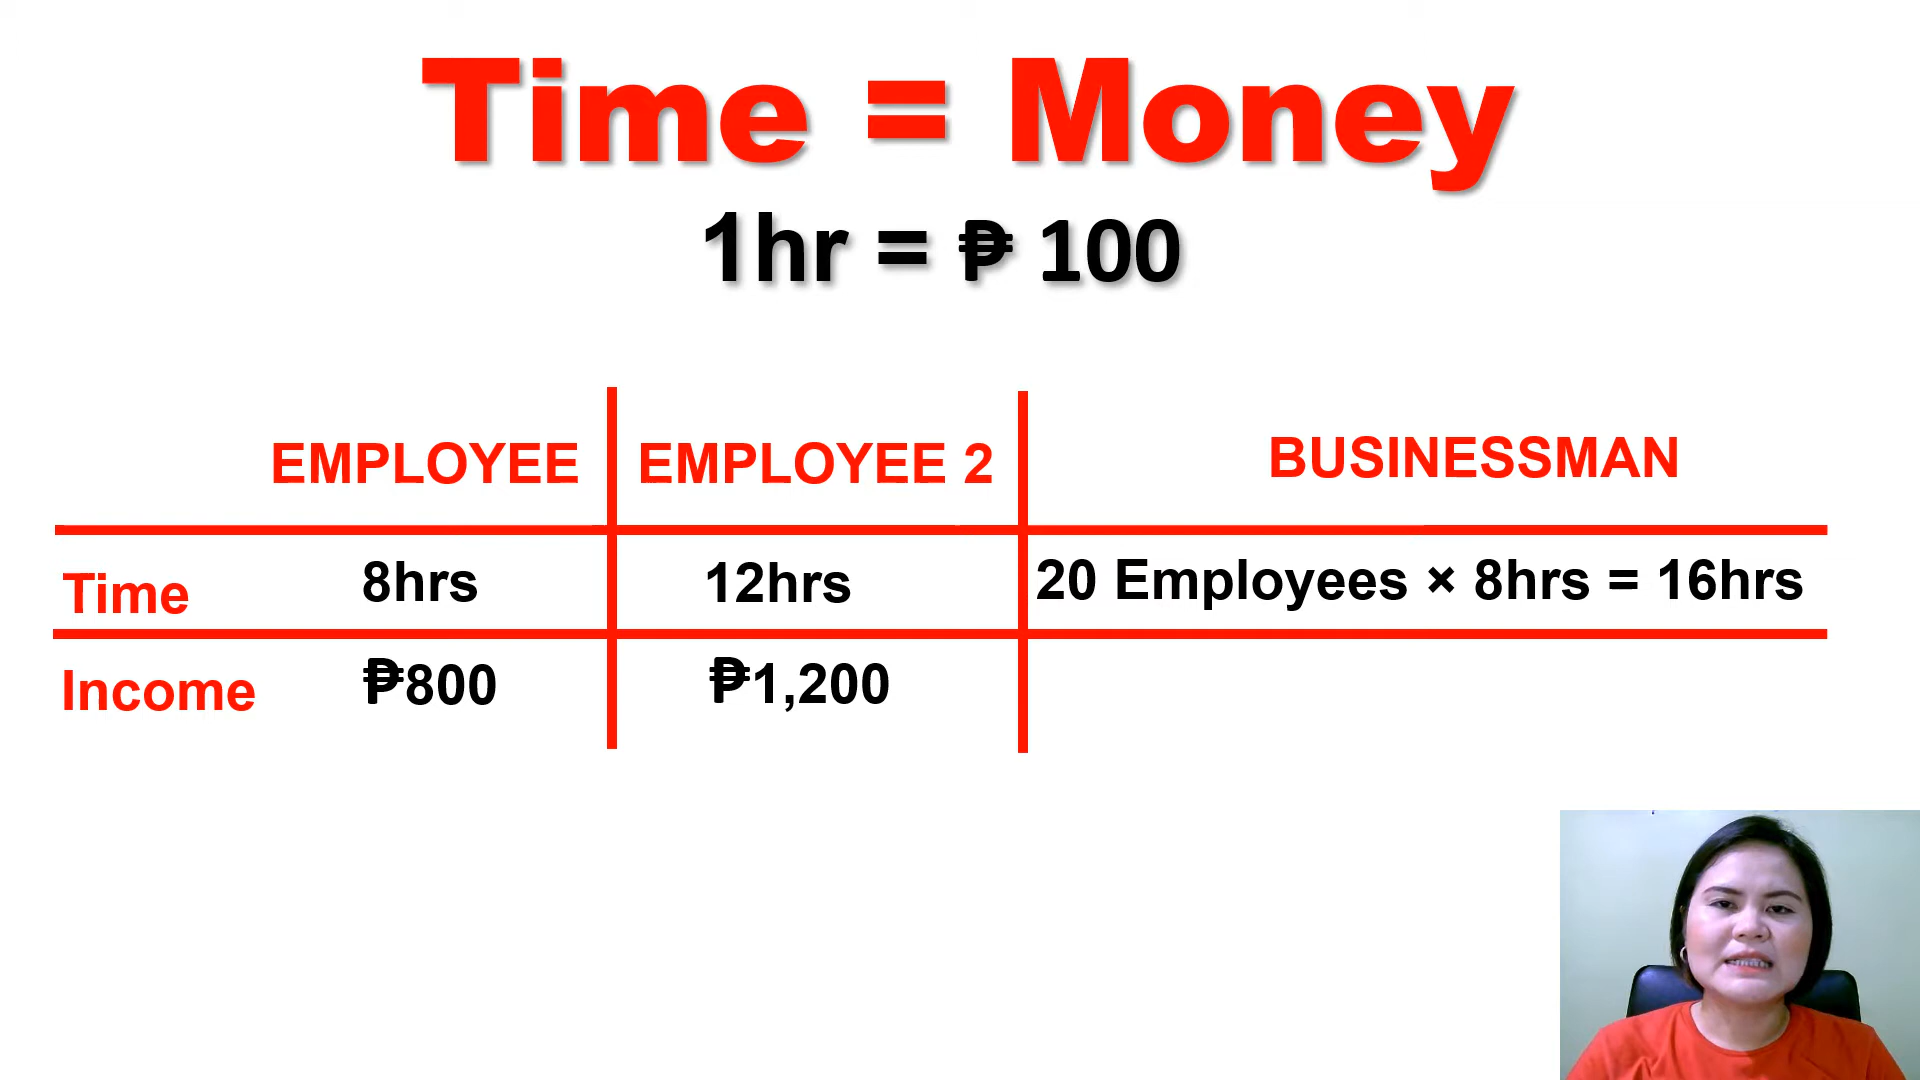 Time = Money
1hr = ₱ 100
EMPLOYEE EMPLOYEE 2 BUSINESSMAN
Time 8hrs 12hrs 20 Employees × 8hrs = 16hrs
Income ₱800 ₱1,200